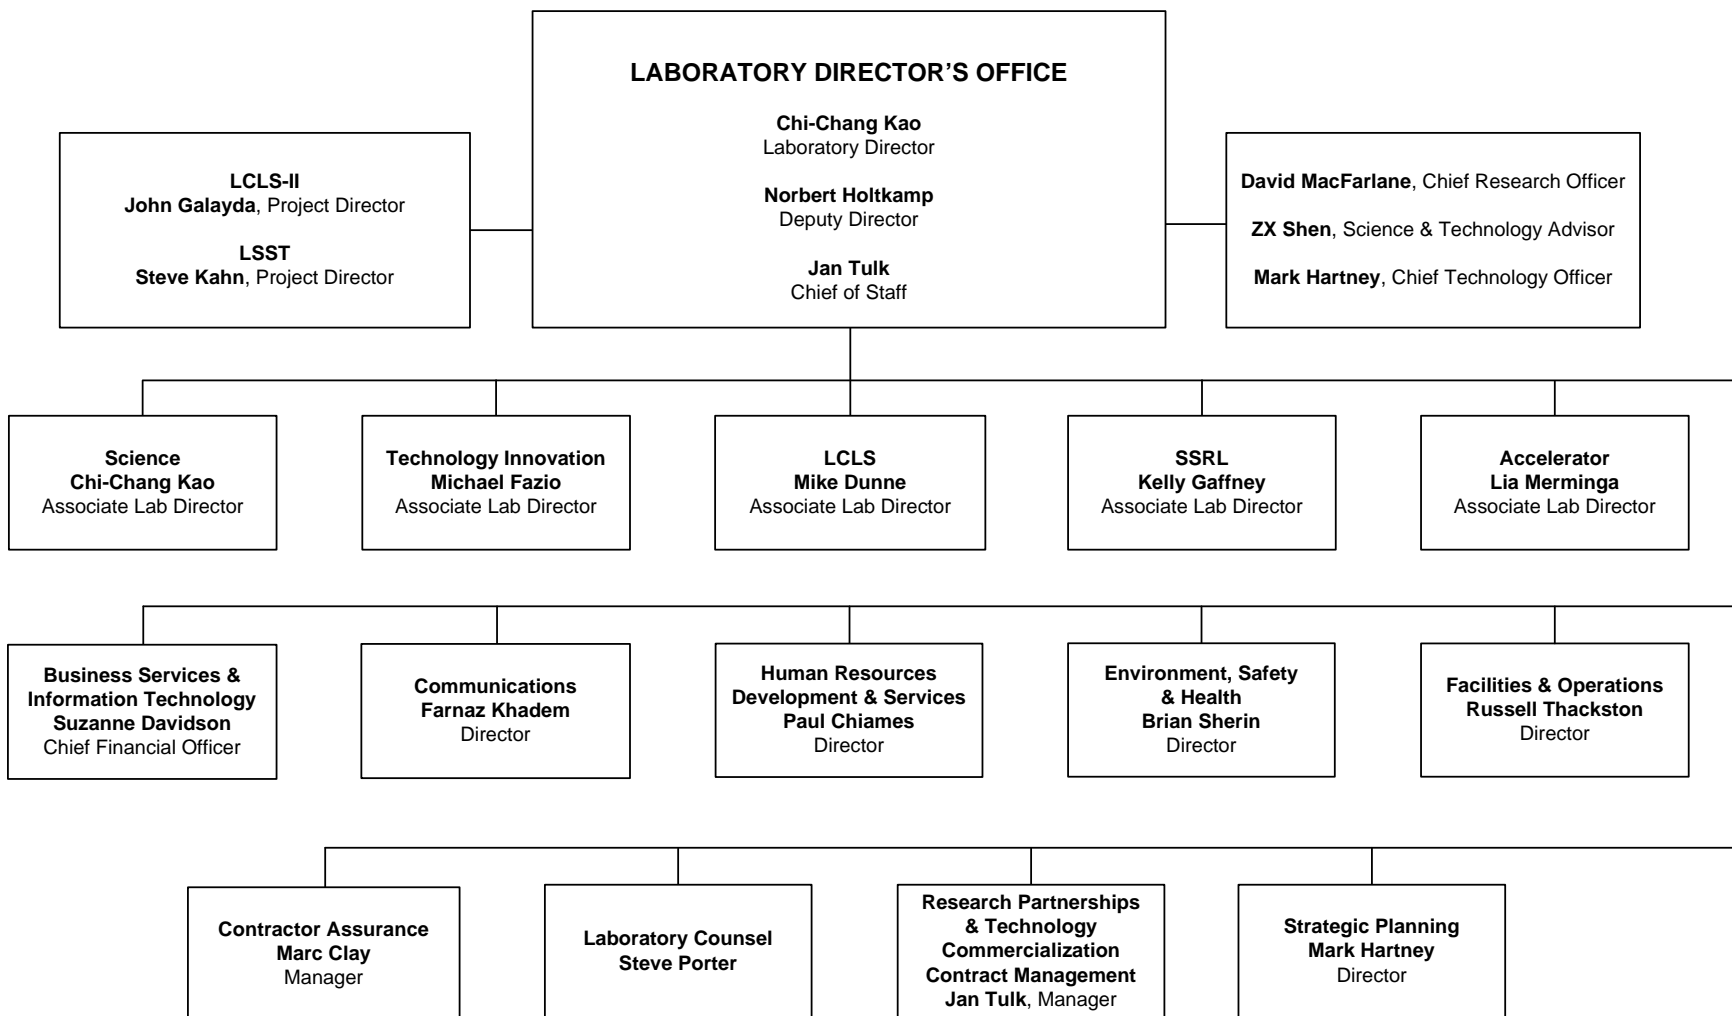 LABORATORY DIRECTOR'S OFFICE
Chi-Chang Kao
Laboratory Director
Norbert Holtkamp
Deputy Director
Jan Tulk
Chief of Staff
LCLS-II
John Galayda, Project Director
LSST
Steve Kahn, Project Director
David MacFarlane, Chief Research Officer
ZX Shen, Science & Technology Advisor
Mark Hartney, Chief Technology Officer
Science
Chi-Chang Kao
Associate Lab Director
Technology Innovation
Michael Fazio
Associate Lab Director
LCLS
Mike Dunne
Associate Lab Director
SSRL
Kelly Gaffney
Associate Lab Director
Accelerator
Lia Merminga
Associate Lab Director
Business Services &
Information Technology
Suzanne Davidson
Chief Financial Officer
Communications
Farnaz Khadem
Director
Human Resources
Development & Services
Paul Chiames
Director
Environment, Safety
& Health
Brian Sherin
Director
Facilities & Operations
Russell Thackston
Director
Contractor Assurance
Marc Clay
Manager
Laboratory Counsel
Steve Porter
Research Partnerships
& Technology
Commercialization
Contract Management
Jan Tulk, Manager
Strategic Planning
Mark Hartney
Director